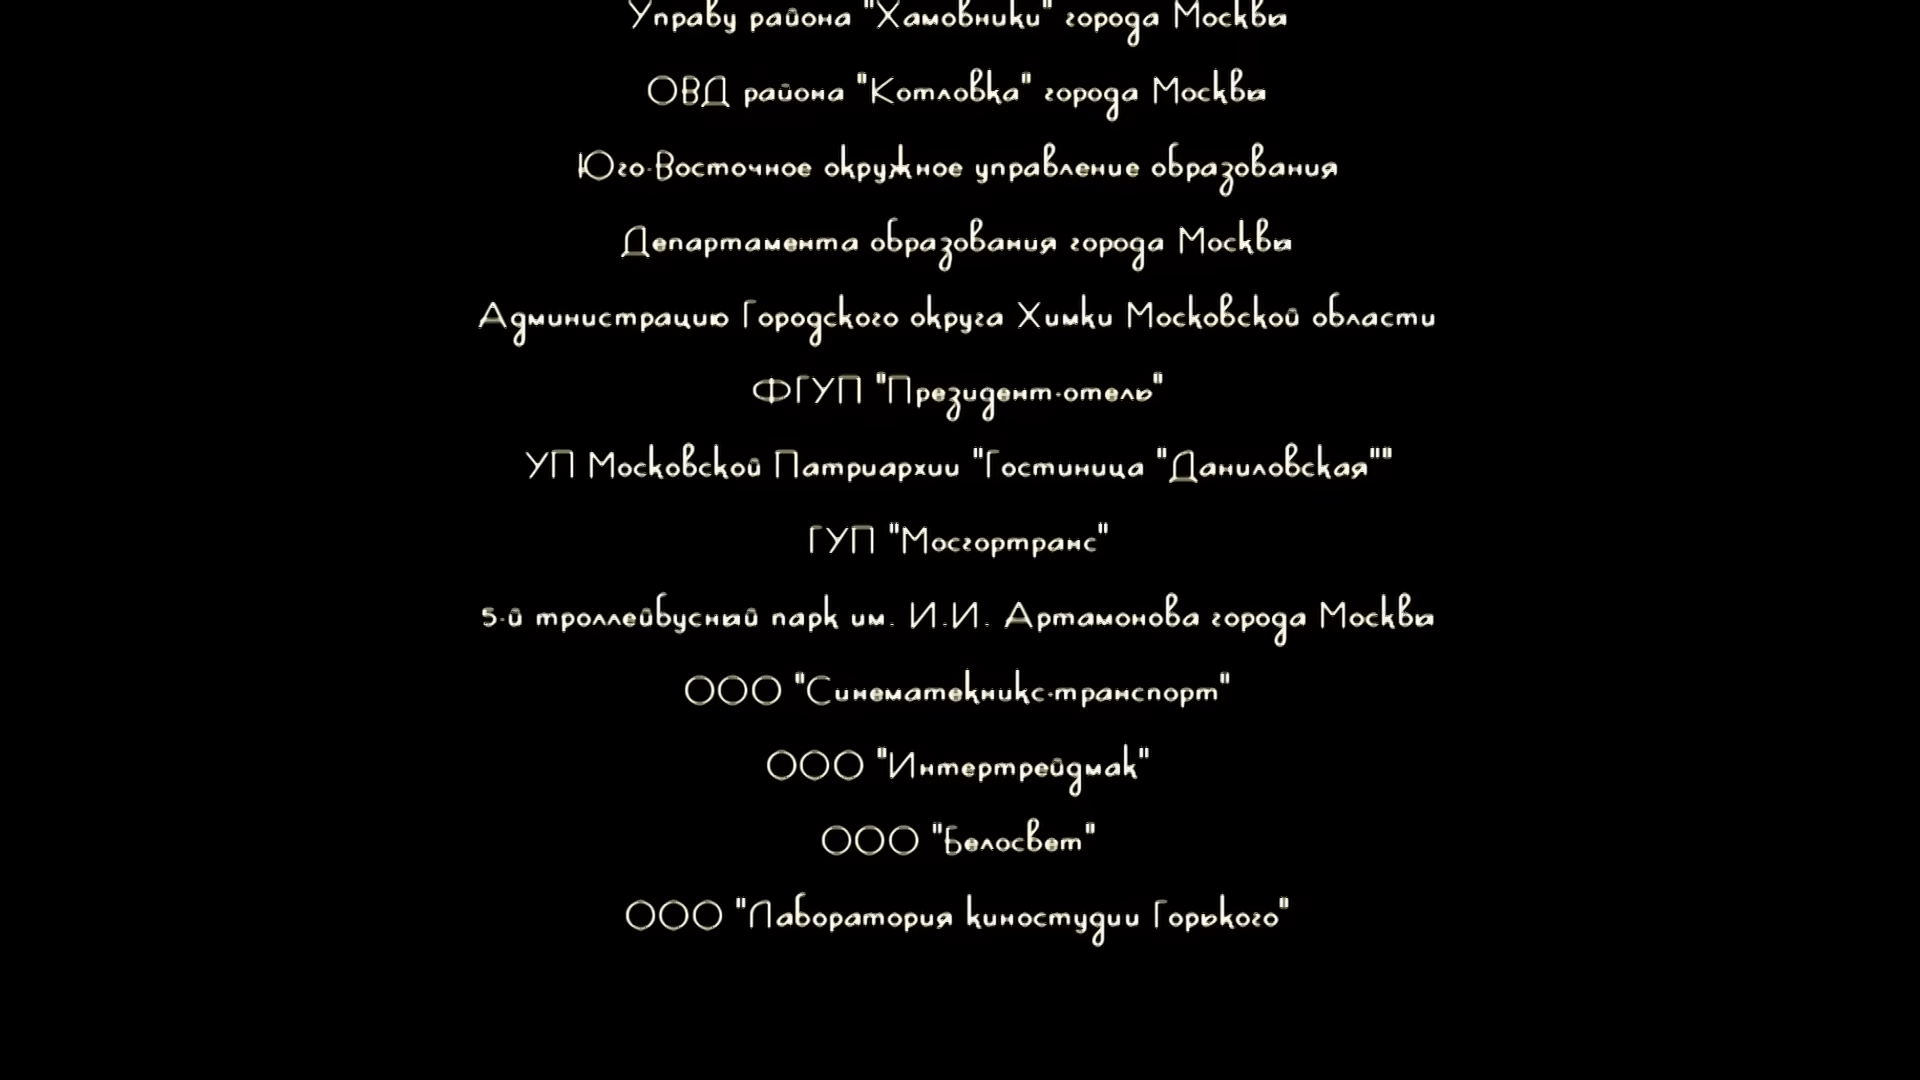 Управу района "Хамовники" города Москвы
ОВД района "Котловка" города Москвы
Юго-Восточное окружное управление образования
Департамента образования города Москвы
Администрацию Городского округа Химки Московской области
ФГУП "Президент-отель"
УП Московской Патриархии "Гостиница "Даниловская""
ГУП "Мосгортранс"
5-й троллейбусный парк им. И.И. Артамонова города Москвы
ООО "Синематекникс-транспорт"
ООО "Интертрейдмак"
ООО "Белосвет"
ООО "Лаборатория киностудии Горького"